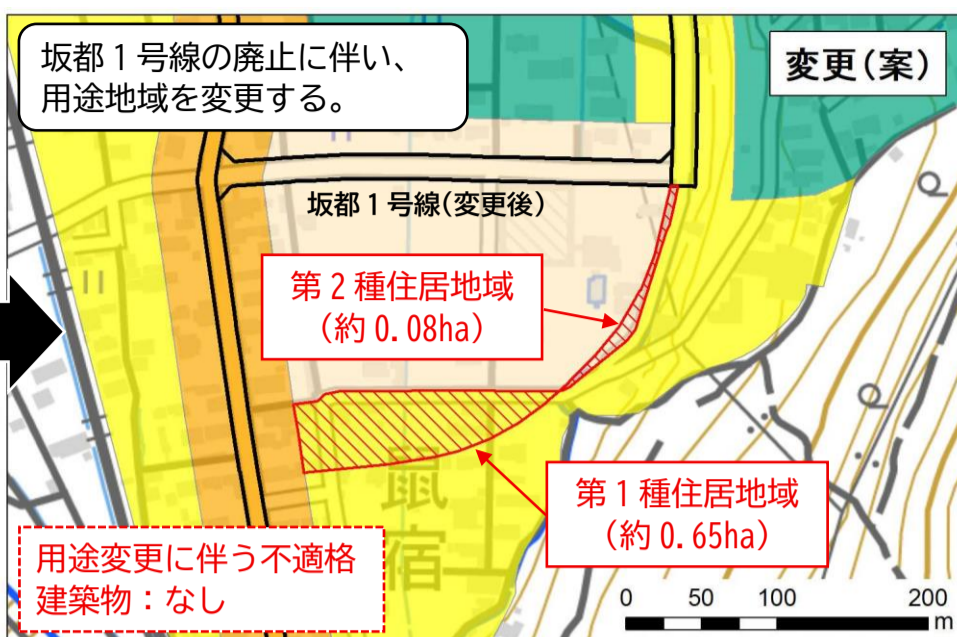 坂都1号線の廃止に伴い、
用途地域を変更する。
変更(案)
坂都1号線(変更後)
第2種住居地域
(約0.08ha)
鼠
宿
第1種住居地域
(約0.65ha)
用途変更に伴う不適格
建築物：なし
0 50 100 200
m